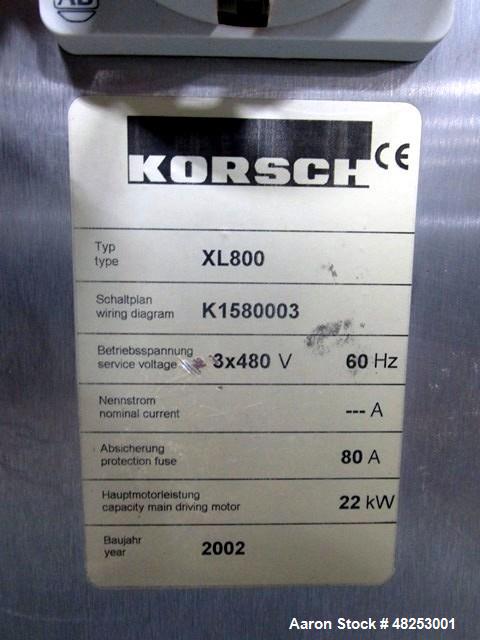 AB
KORSCH CE
Typ
type
XL800
Schaltplan
wiring diagram
K1580003
Betriebsspannung
service voltage
3x480 V 60 Hz
Nennstrom
nominal current
--- A
Absicherung
protection fuse
80 A
Hauptmotorleistung
capacity main driving motor
22 kW
Baujahr
year
2002
Aaron Stock # 48253001